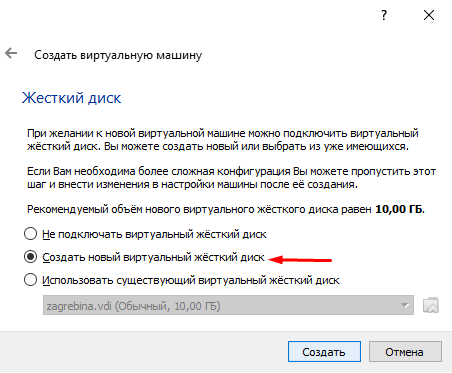 ?
Создать виртуальную машину
Жесткий диск
При желании к новой виртуальной машине можно подключить виртуальный
жёсткий диск. Вы можете создать новый или выбрать из уже имеющихся.
Если Вам необходима более сложная конфигурация Вы можете пропустить этот
шаг и внести изменения в настройки машины после её создания.
Рекомендуемый объём нового виртуального жёсткого диска равен 10,00 ГБ.
Не подключать виртуальный жёсткий диск
Создать новый виртуальный жёсткий диск
Использовать существующий виртуальный жёсткий диск
zagrebina.vdi (Обычный, 10,00 ГБ)
Создать
Отмена